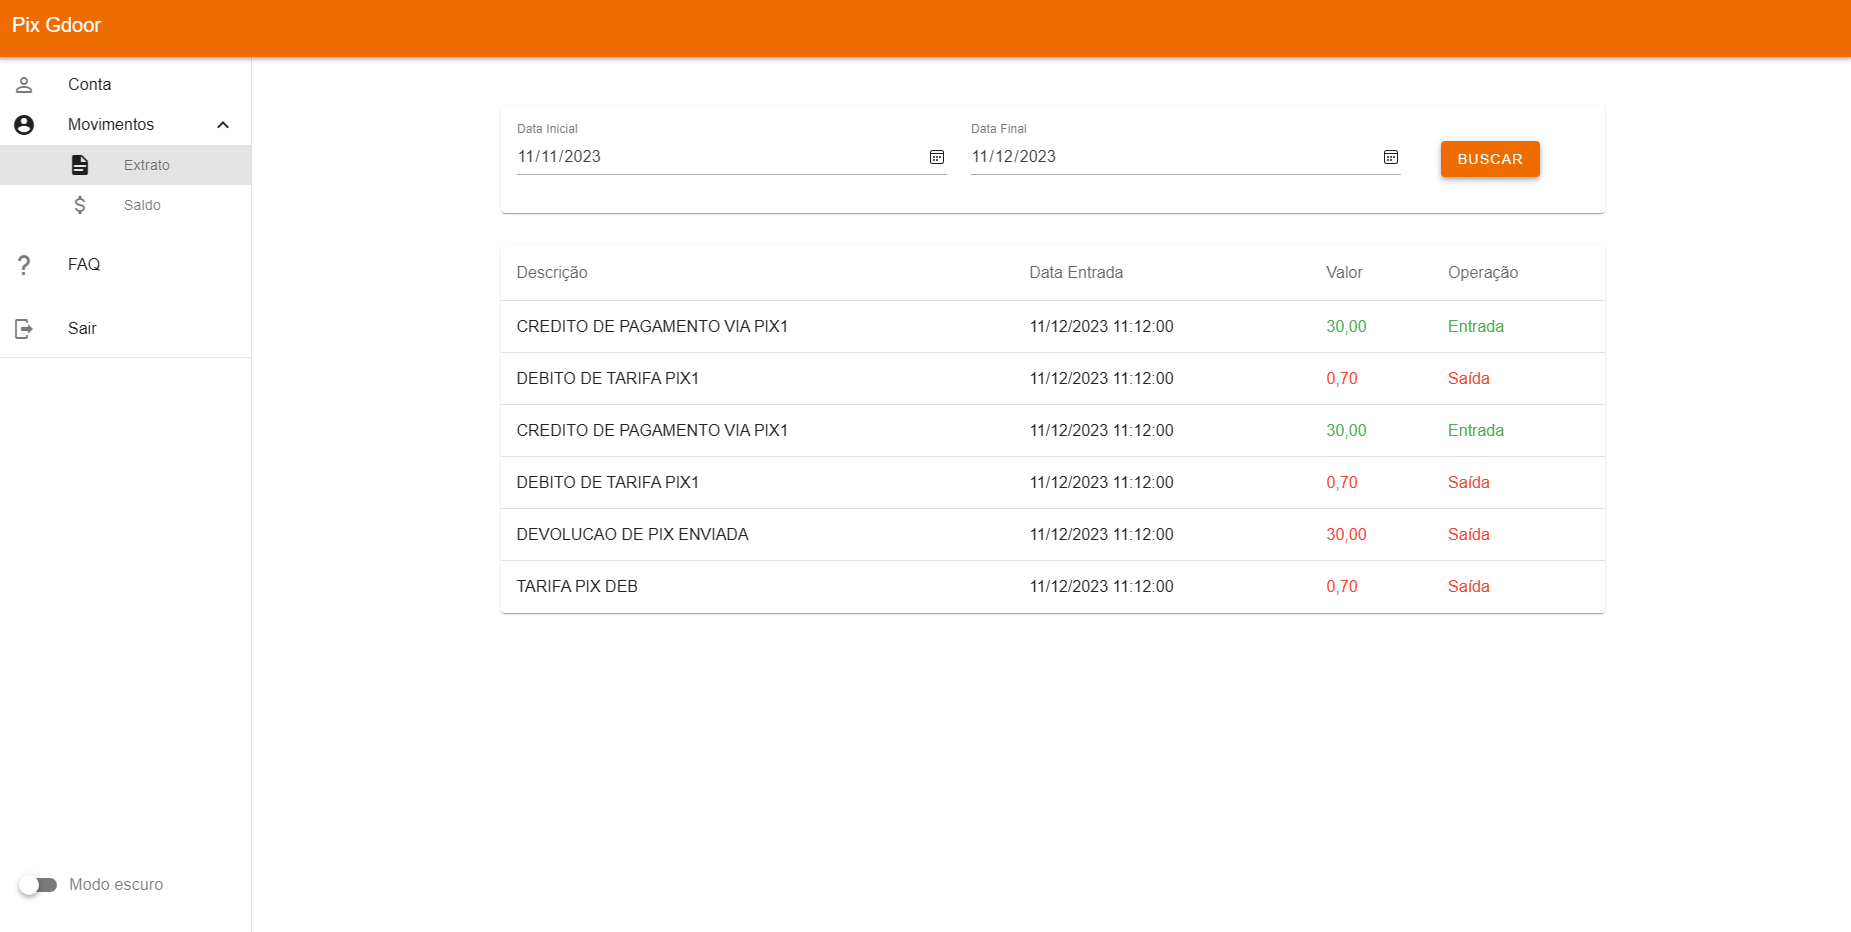 Pix Gdoor
Conta
Movimentos
Extrato
Saldo
FAQ
Sair
Modo escuro
Data Inicial
11/11/2023
Data Final
11/12/2023
BUSCAR
Descrição Data Entrada Valor Operação
CREDITO DE PAGAMENTO VIA PIX1 11/12/2023 11:12:00 30,00 Entrada
DEBITO DE TARIFA PIX1 11/12/2023 11:12:00 0,70 Saída
CREDITO DE PAGAMENTO VIA PIX1 11/12/2023 11:12:00 30,00 Entrada
DEBITO DE TARIFA PIX1 11/12/2023 11:12:00 0,70 Saída
DEVOLUCAO DE PIX ENVIADA 11/12/2023 11:12:00 30,00 Saída
TARIFA PIX DEB 11/12/2023 11:12:00 0,70 Saída